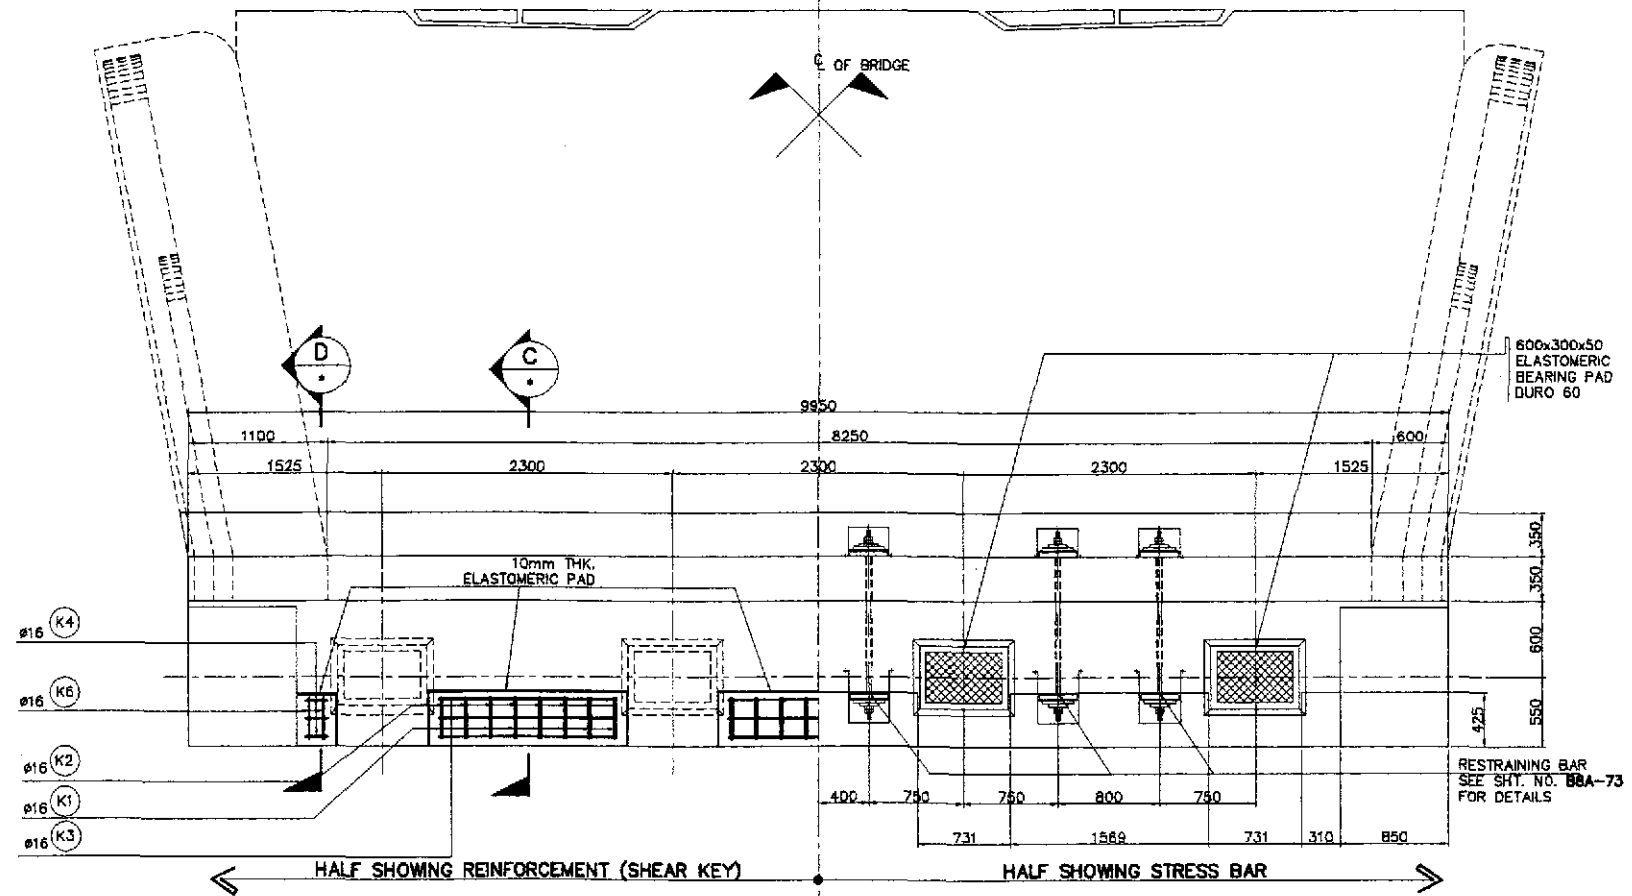 ℄ OF BRIDGE
D
*
C
*
600x300x50
ELASTOMERIC
BEARING PAD
DURO 60
9950
1100
8250
600
1525
2300
2300
2300
1525
350
350
600
550
425
10mm THK.
ELASTOMERIC PAD
ø16 K4
ø16 K6
ø16 K2
ø16 K1
ø16 K3
RESTRAINING BAR
SEE SHT. NO. B8A-73
FOR DETAILS
400
750
750
800
750
731
1569
731
310
850
HALF SHOWING REINFORCEMENT (SHEAR KEY)
HALF SHOWING STRESS BAR